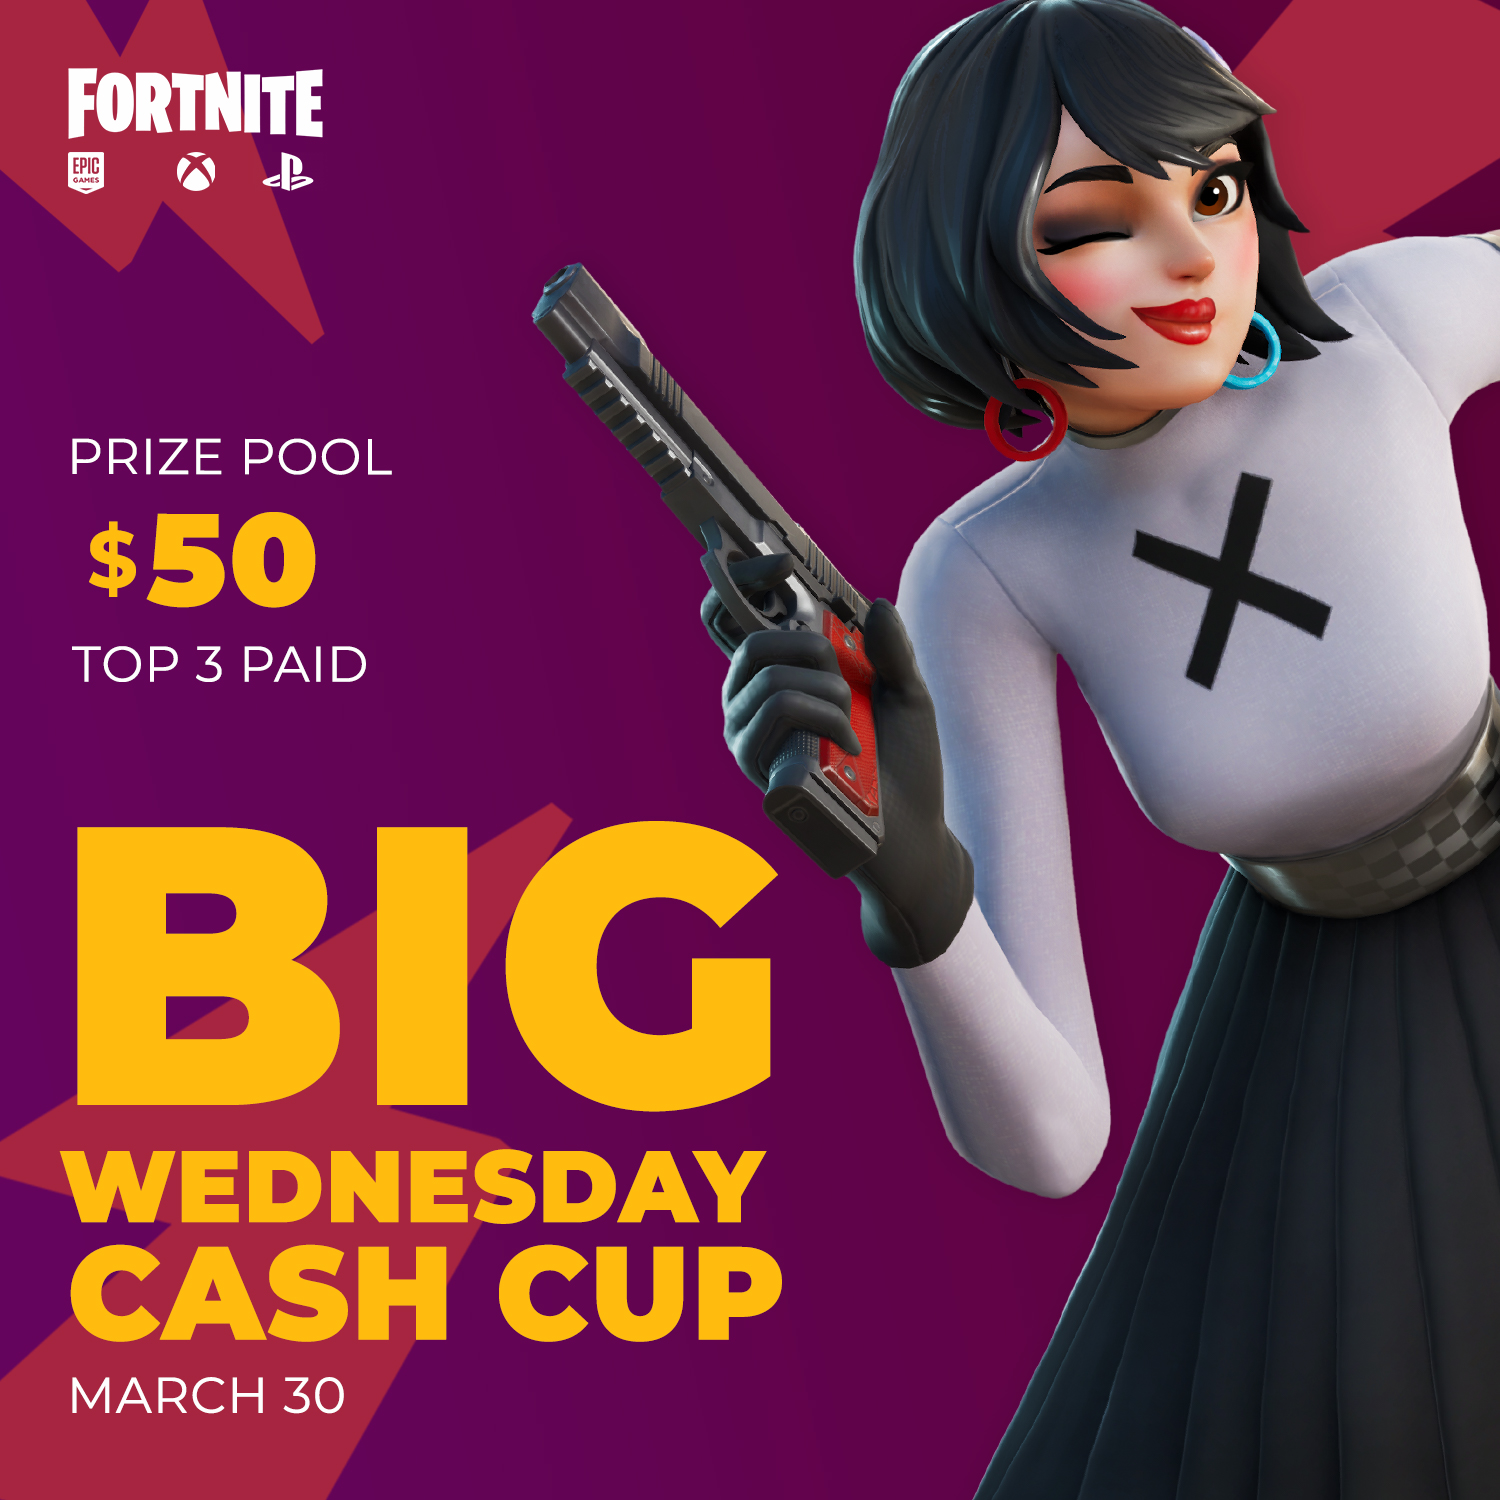 FORTNITE
EPIC
GAMES
PRIZE POOL
$50
TOP 3 PAID
BIG
WEDNESDAY
CASH CUP
MARCH 30